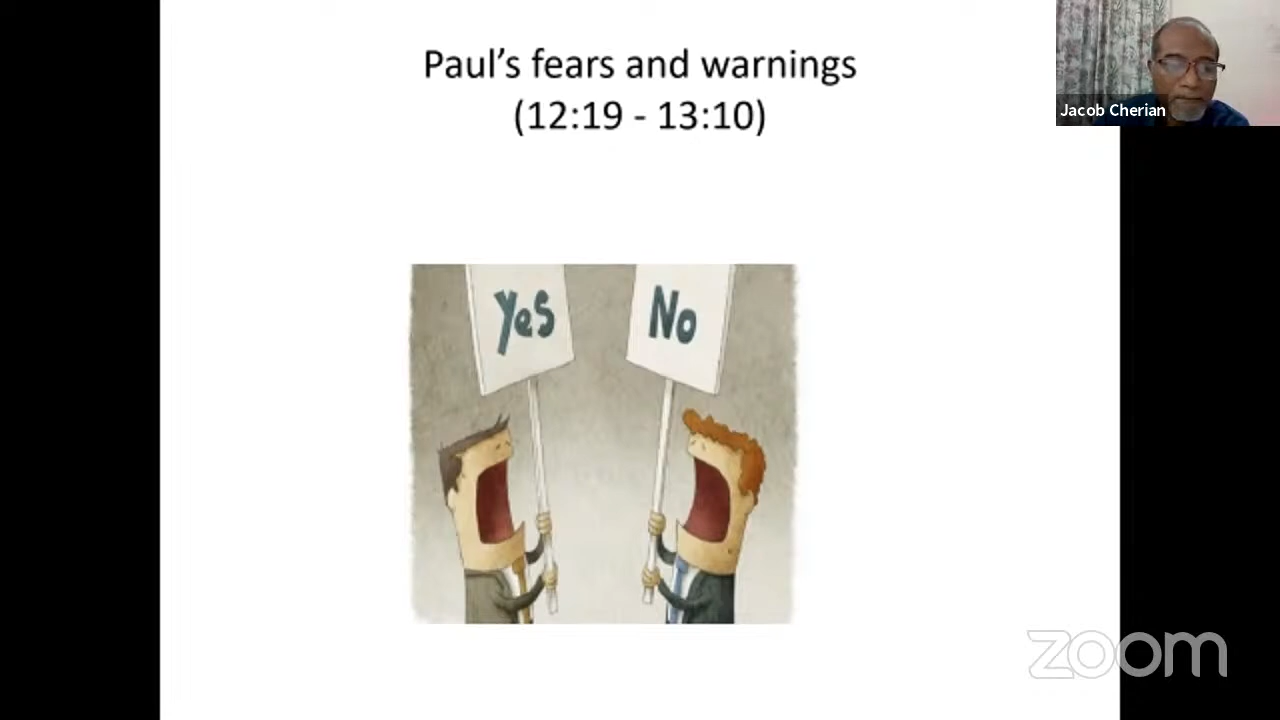 Paul’s fears and warnings
(12:19 - 13:10)
Jacob Cherian
Yes
No
zoom